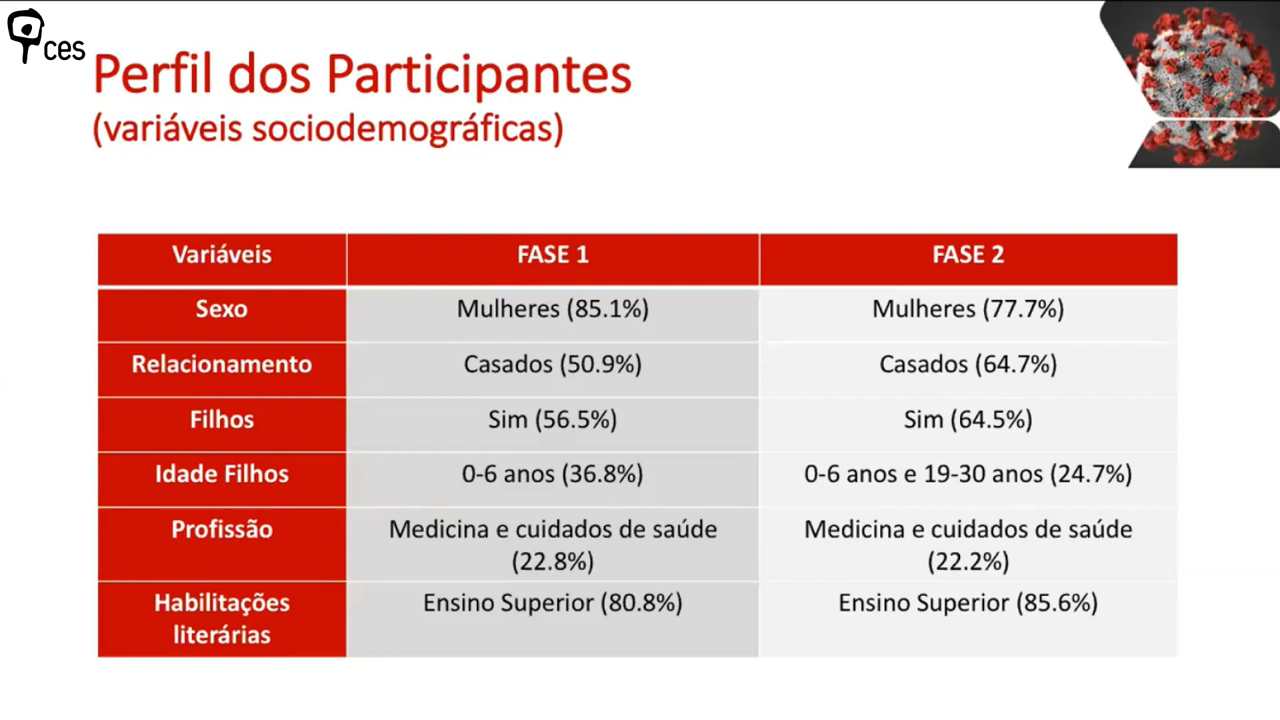 ces
Perfil dos Participantes
(variáveis sociodemográficas)
Variáveis FASE 1 FASE 2
Sexo Mulheres (85.1%) Mulheres (77.7%)
Relacionamento Casados (50.9%) Casados (64.7%)
Filhos Sim (56.5%) Sim (64.5%)
Idade Filhos 0-6 anos (36.8%) 0-6 anos e 19-30 anos (24.7%)
Profissão Medicina e cuidados de saúde Medicina e cuidados de saúde
(22.8%) (22.2%)
Habilitações Ensino Superior (80.8%) Ensino Superior (85.6%)
literárias